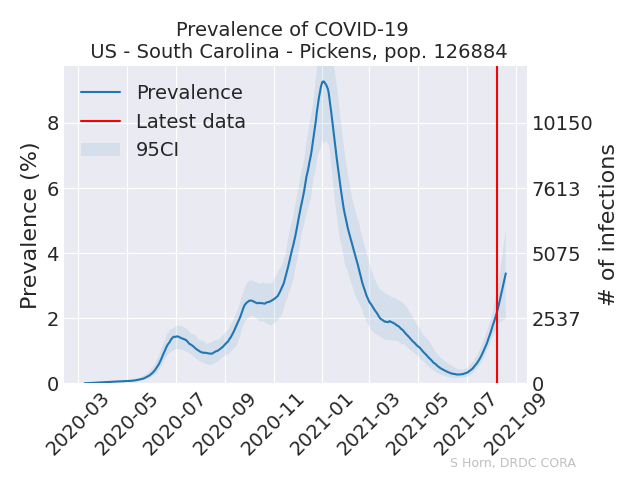 Prevalence of COVID-19
US - South Carolina - Pickens, pop. 126884
Prevalence
Latest data
95CI
Prevalence (%)
8
6
4
2
0
10150
7613
5075
2537
0
# of infections
2020-03
2020-05
2020-07
2020-09
2020-11
2021-01
2021-03
2021-05
2021-07
2021-09
S Horn, DRDC CORA